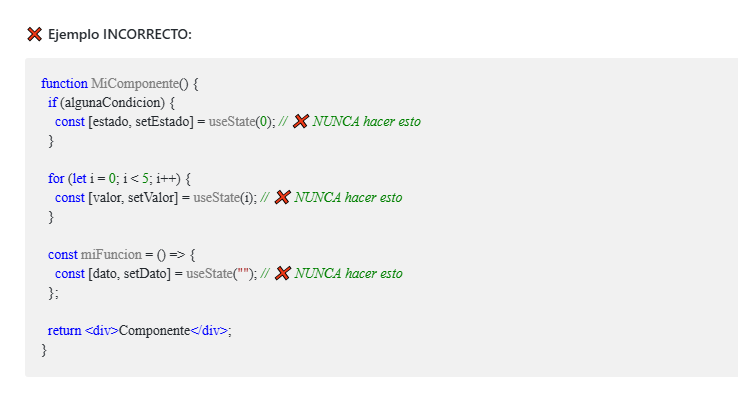 ❌ Ejemplo INCORRECTO:
function MiComponente() {
  if (algunaCondicion) {
    const [estado, setEstado] = useState(0); // ❌ NUNCA hacer esto
  }
  for (let i = 0; i < 5; i++) {
    const [valor, setValor] = useState(i); // ❌ NUNCA hacer esto
  }
  const miFuncion = () => {
    const [dato, setDato] = useState(""); // ❌ NUNCA hacer esto
  };
  return <div>Componente</div>;
}